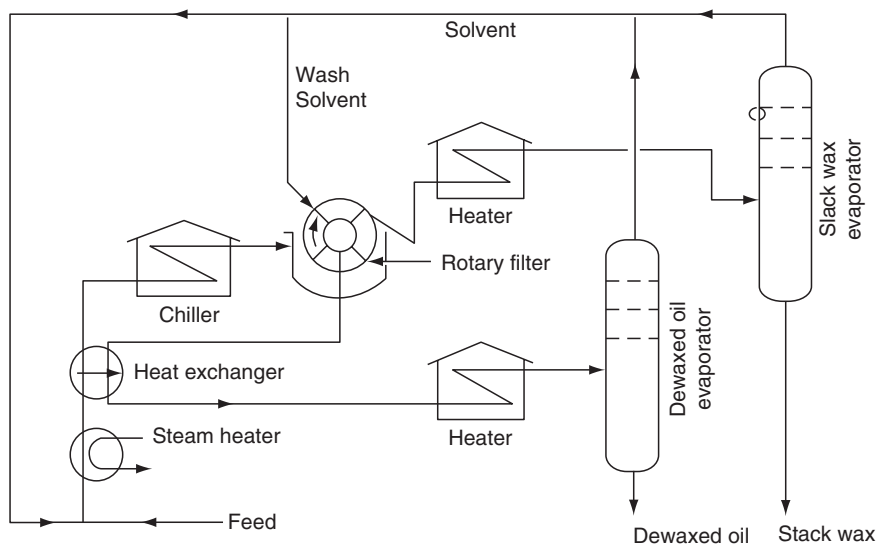 Solvent
Wash
Solvent
Heater
Slack wax
evaporator
Rotary filter
Chiller
Heat exchanger
Dewaxed oil
evaporator
Steam heater
Heater
Feed
Dewaxed oil
Stack wax